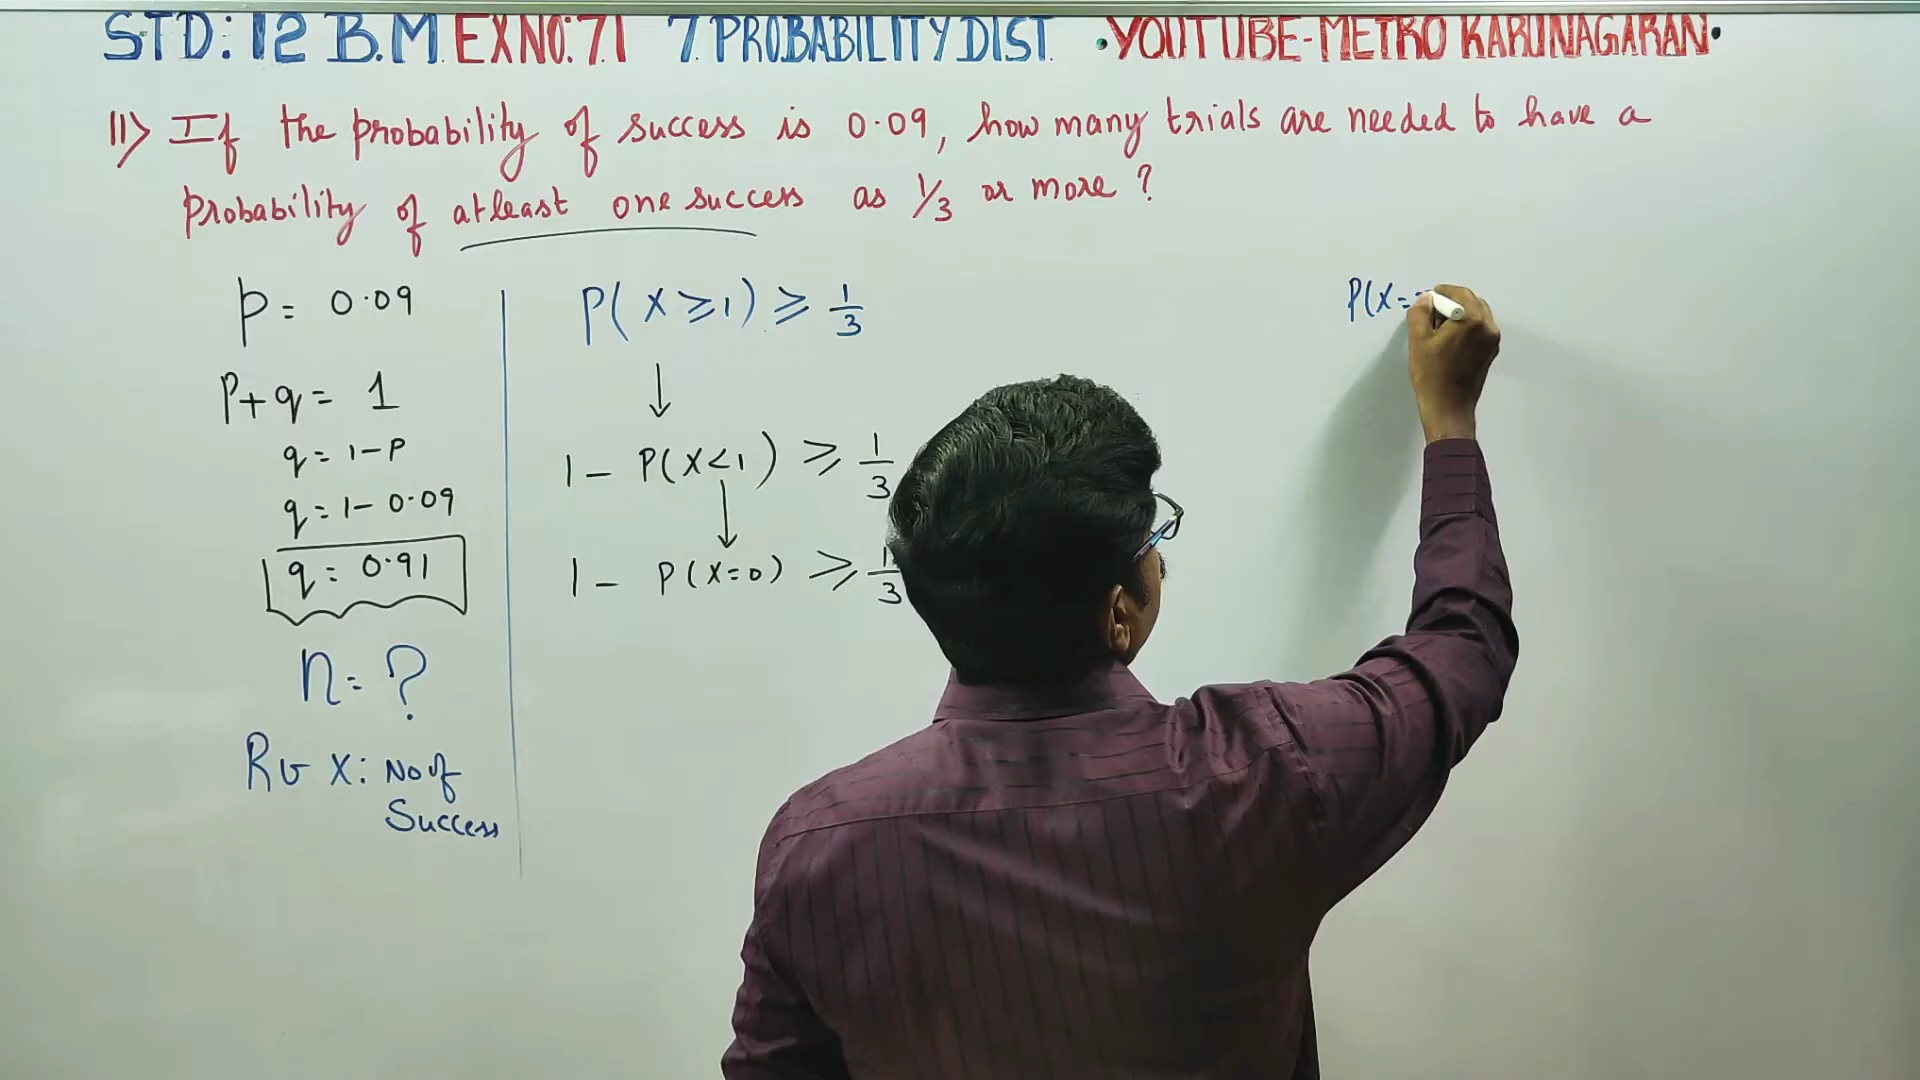 STD: 12 B.M. EX NO: 7.1 7. PROBABILITY DIST. • YOUTUBE-METRO KARUNAGARAN •
11) If the probability of success is 0.09, how many trials are needed to have a
probability of atleast one success as 1/3 or more ?
p = 0.09
p+q = 1
q = 1-p
q = 1-0.09
q = 0.91
n = ?
Rv X: No of
Success
P(X ≥ 1) ≥ 1/3
↓
1 - P(X<1) ≥ 1/3
↓
1 - P(X=0) ≥ 1/3
P(X=